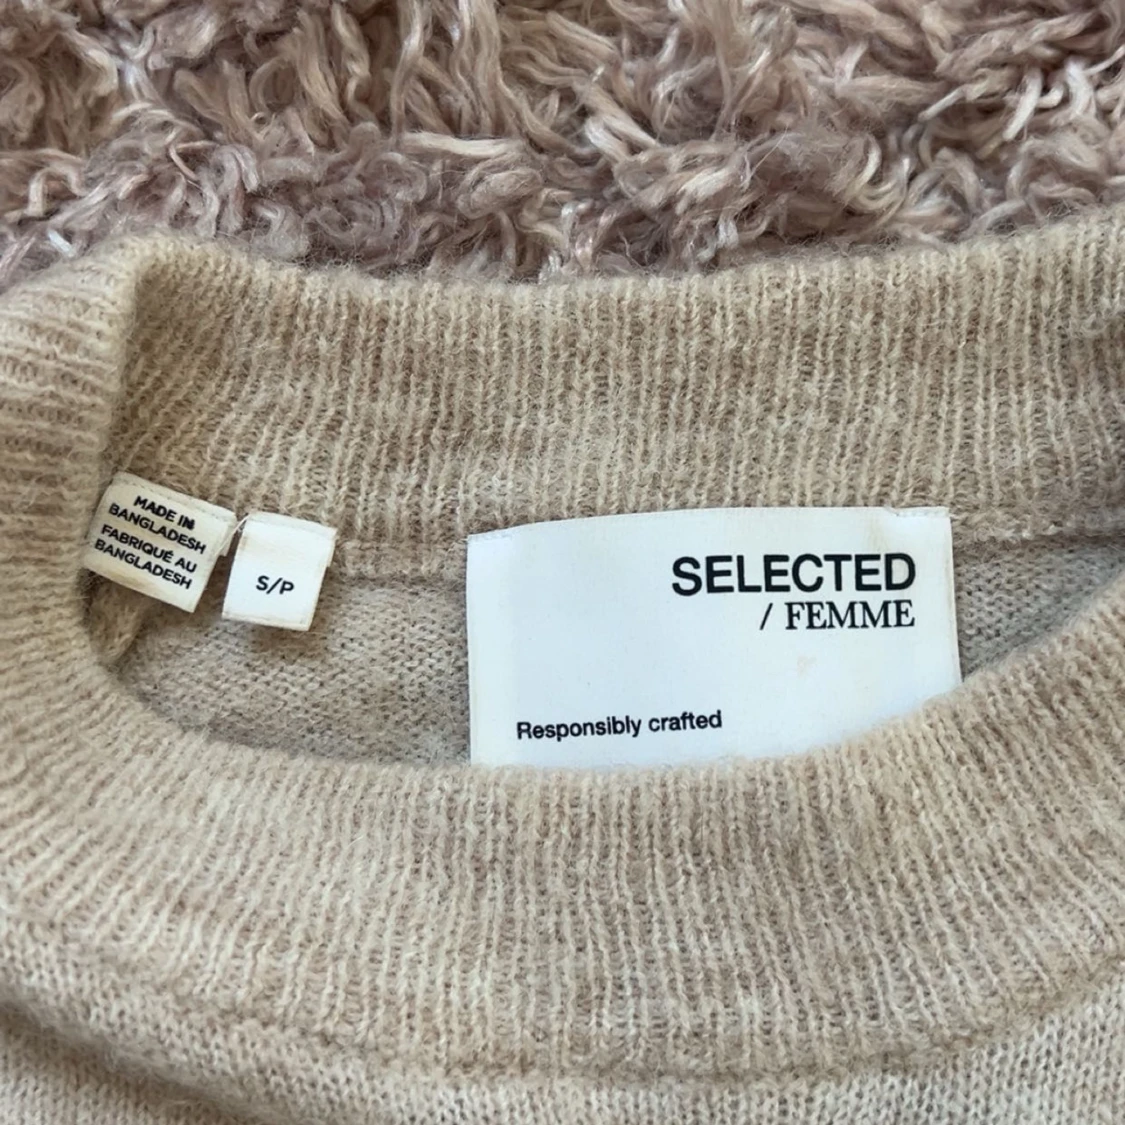 MADE IN
BANGLADESH
FABRIQUÉ AU
BANGLADESH
S/P
SELECTED
/ FEMME
Responsibly crafted